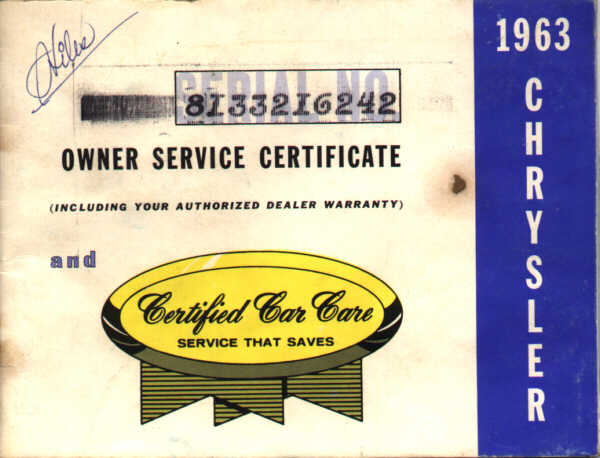 Hiles
SERIAL NO.
8133216242
OWNER SERVICE CERTIFICATE
(INCLUDING YOUR AUTHORIZED DEALER WARRANTY)
and
Certified Car Care
SERVICE THAT SAVES
1963
CHRYSLER